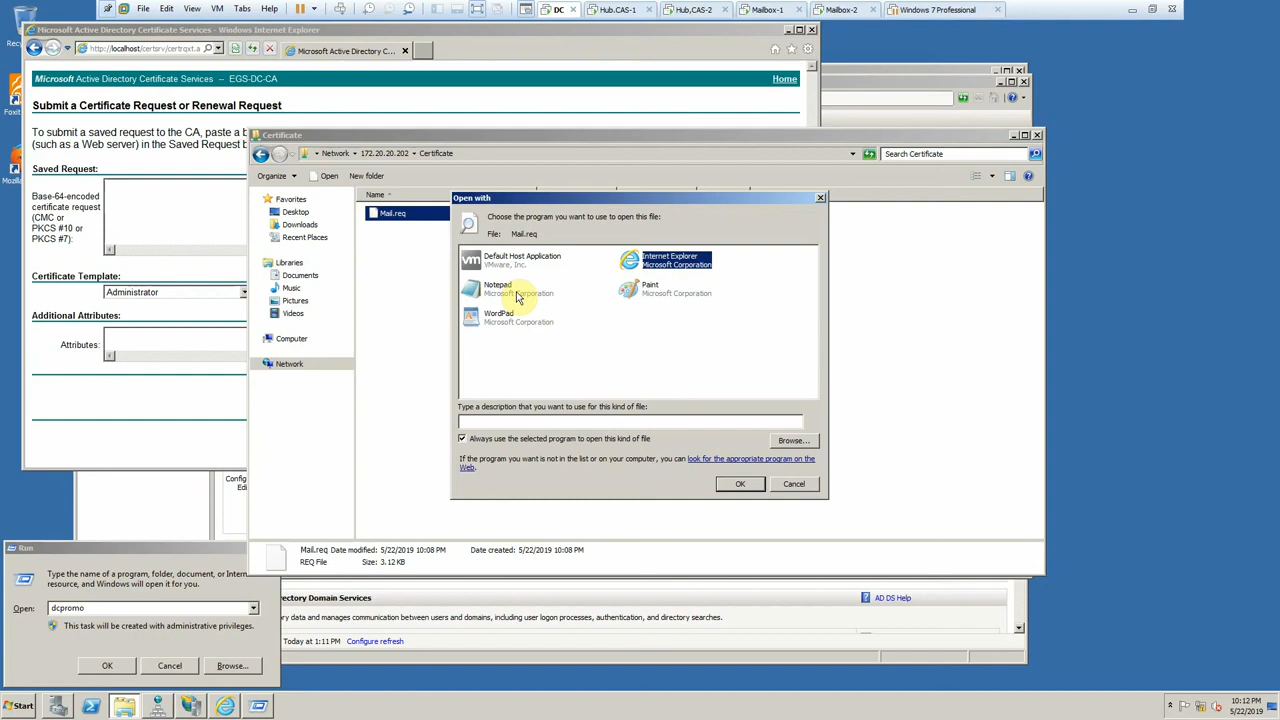 File Edit View VM Tabs Help DC Hub.CAS-1 Hub,CAS-2 Mailbox-1 Mailbox-2 Windows 7 Professional
Microsoft Active Directory Certificate Services - Windows Internet Explorer
http://localhost/certsrv/certrqxt.a
Microsoft Active Directory C...
Microsoft Active Directory Certificate Services -- EGS-DC-CA Home
Submit a Certificate Request or Renewal Request
To submit a saved request to the CA, paste a b
(such as a Web server) in the Saved Request b
Saved Request:
Base-64-encoded
certificate request
(CMC or
PKCS #10 or
PKCS #7):
Certificate Template:
Administrator
Additional Attributes:
Attributes:
Certificate
Network 172.20.20.202 Certificate Search Certificate
Organize Open New folder
Favorites
Desktop
Downloads
Recent Places
Libraries
Documents
Music
Pictures
Videos
Computer
Network
Name
Mail.req
Open with
Choose the program you want to use to open this file:
File: Mail.req
Default Host Application
VMware, Inc.
Internet Explorer
Microsoft Corporation
Notepad
Microsoft Corporation
Paint
Microsoft Corporation
WordPad
Microsoft Corporation
Type a description that you want to use for this kind of file:
Always use the selected program to open this kind of file
Browse...
If the program you want is not in the list or on your computer, you can look for the appropriate program on the
Web.
OK Cancel
Mail.req Date modified: 5/22/2019 10:08 PM Date created: 5/22/2019 10:08 PM
REQ File Size: 3.12 KB
Run
Type the name of a program, folder, document, or Intern
resource, and Windows will open it for you.
Open: dcpromo
This task will be created with administrative privileges.
OK Cancel Browse...
rectory Domain Services AD DS Help
ry data and manages communication between users and domains, including user logon processes, authentication, and directory searches.
Today at 1:11 PM Configure refresh
Start
10:12 PM
5/22/2019